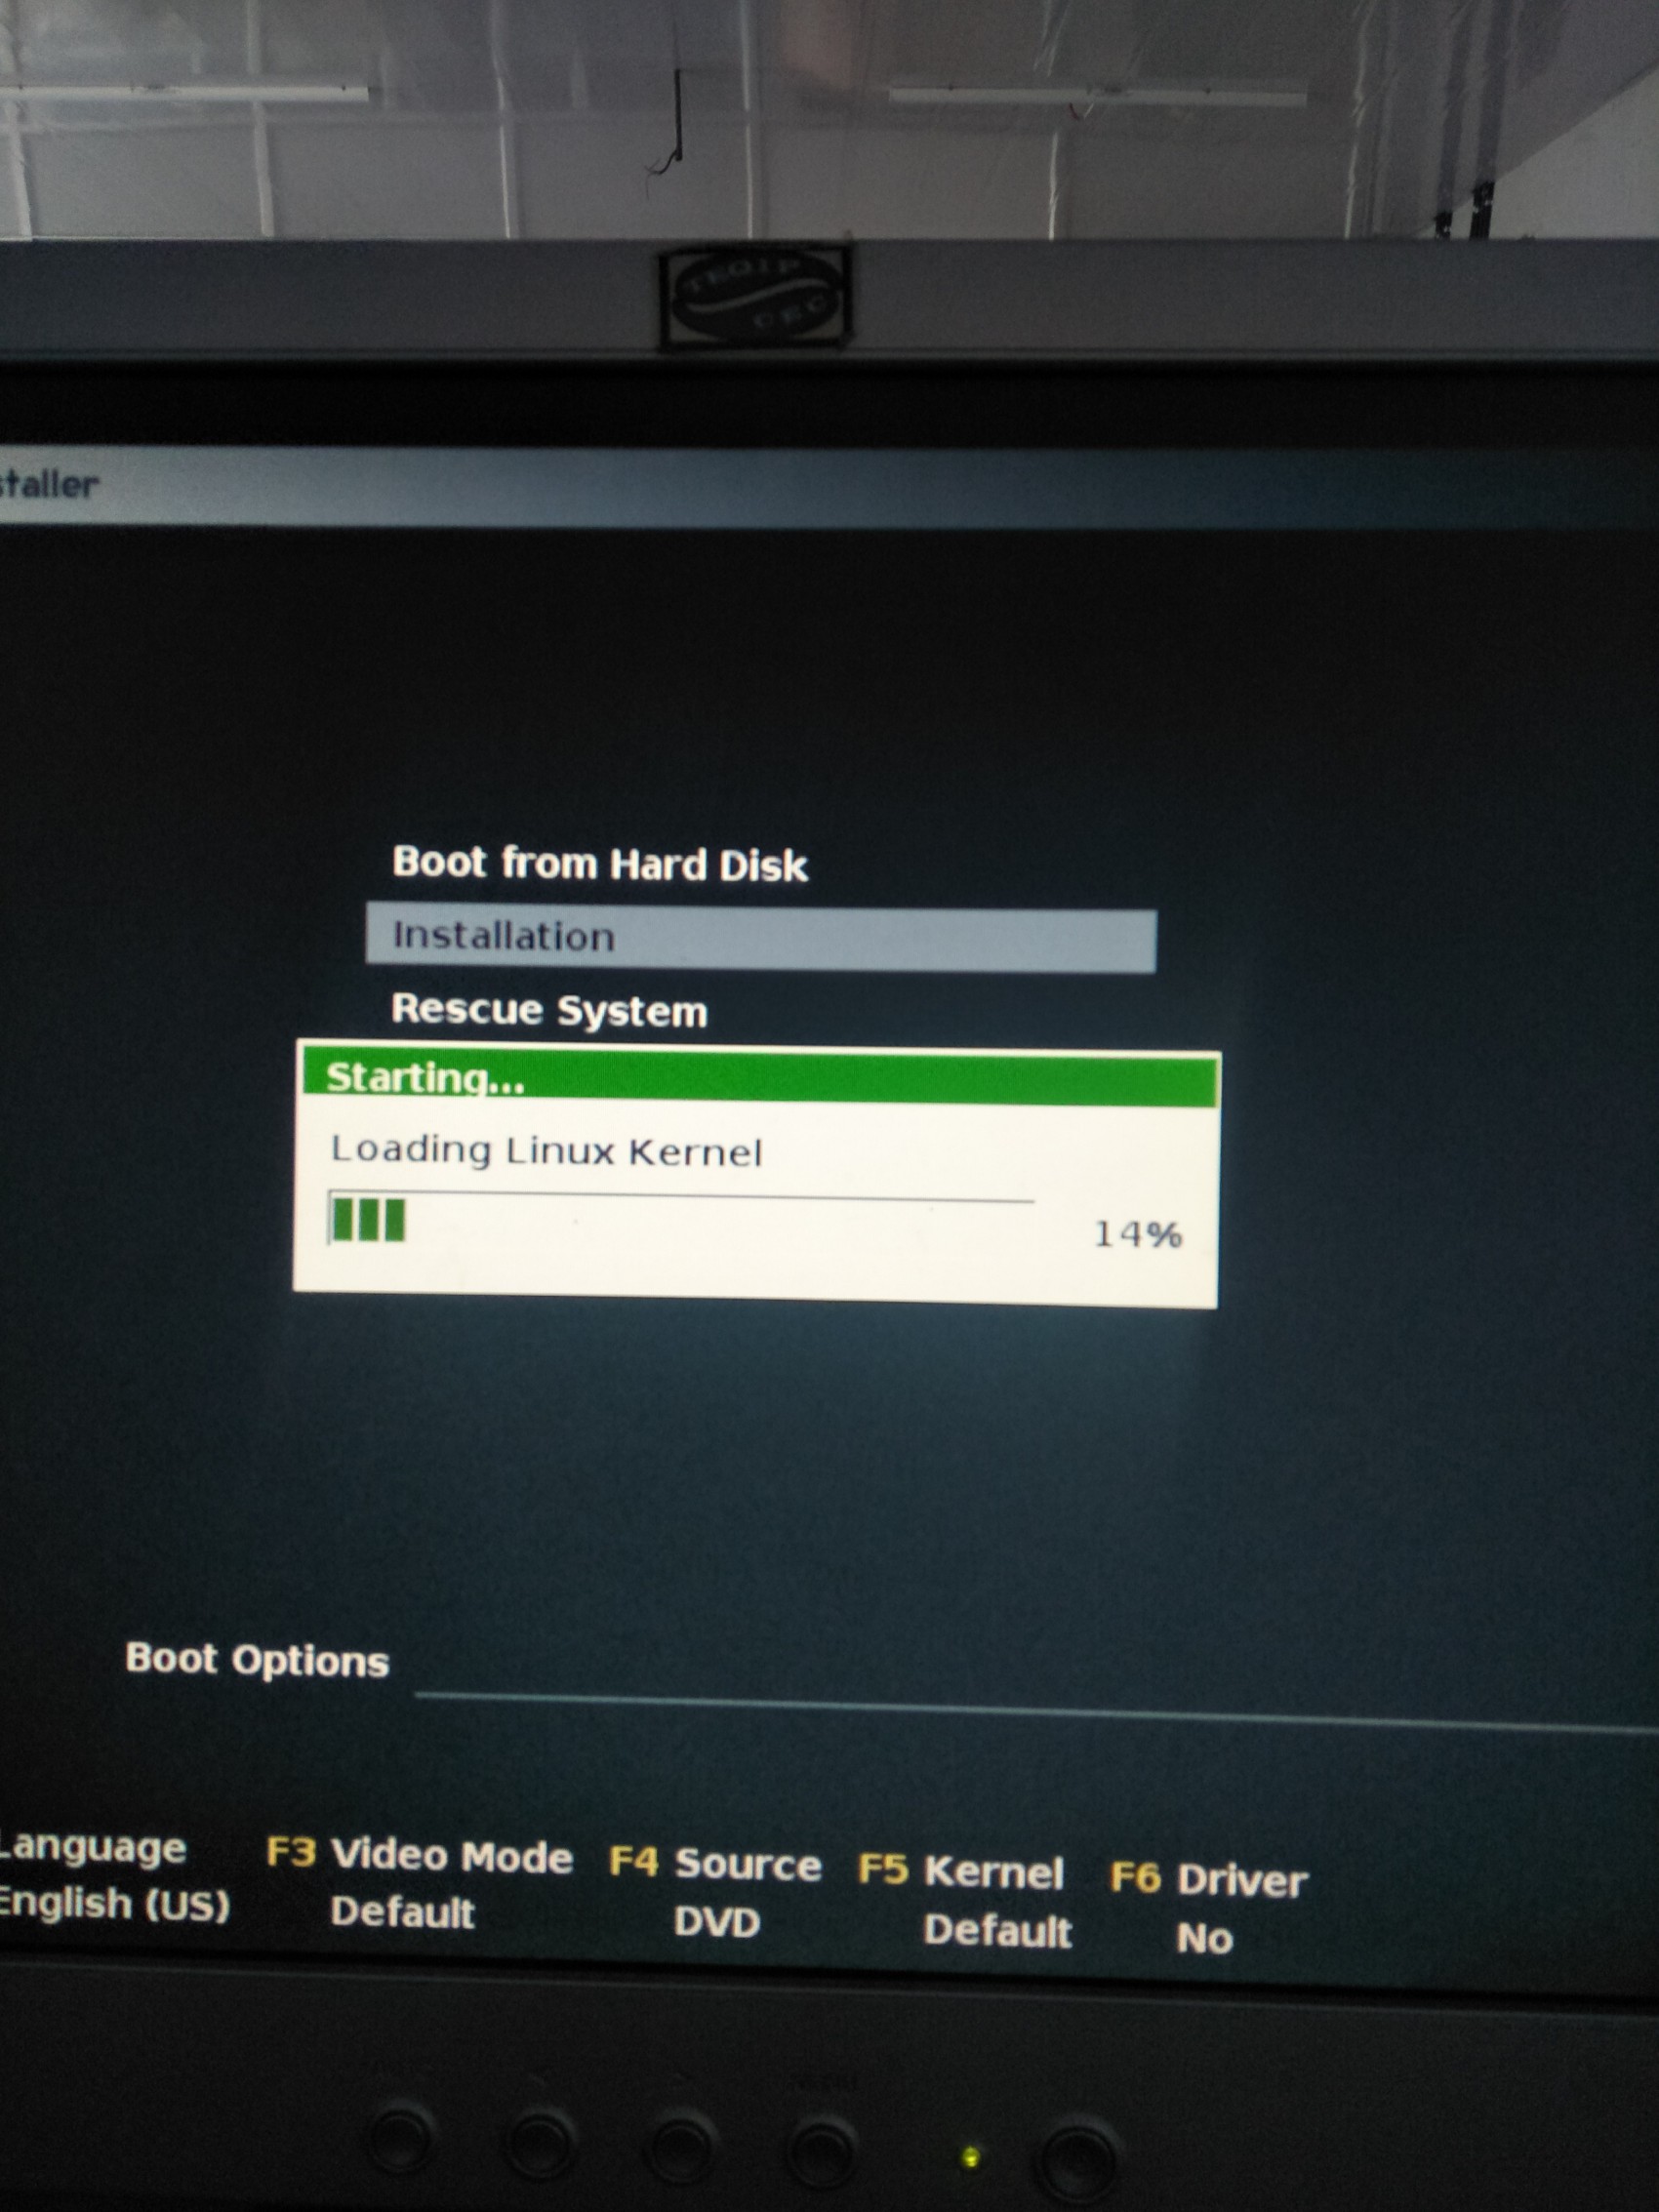 TEQIP
CEC
staller
Boot from Hard Disk
Installation
Rescue System
Starting...
Loading Linux Kernel
14%
Boot Options
Language
F3 Video Mode
F4 Source
F5 Kernel
F6 Driver
English (US)
Default
DVD
Default
No